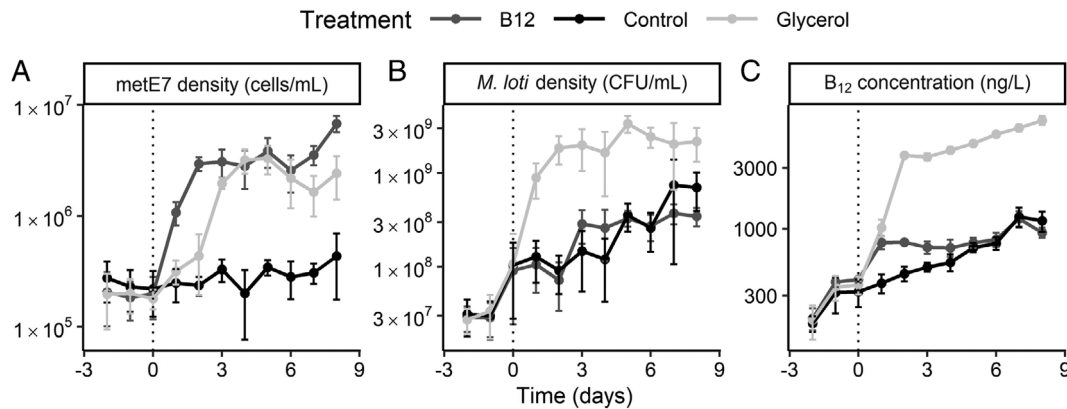 Treatment B12 Control Glycerol
A B C
metE7 density (cells/mL) M. loti density (CFU/mL) B₁₂ concentration (ng/L)
1 × 10⁷
1 × 10⁶
1 × 10⁵
3 × 10⁹
1 × 10⁹
3 × 10⁸
1 × 10⁸
3 × 10⁷
3000
1000
300
-3 0 3 6 9 -3 0 3 6 9 -3 0 3 6 9
Time (days)